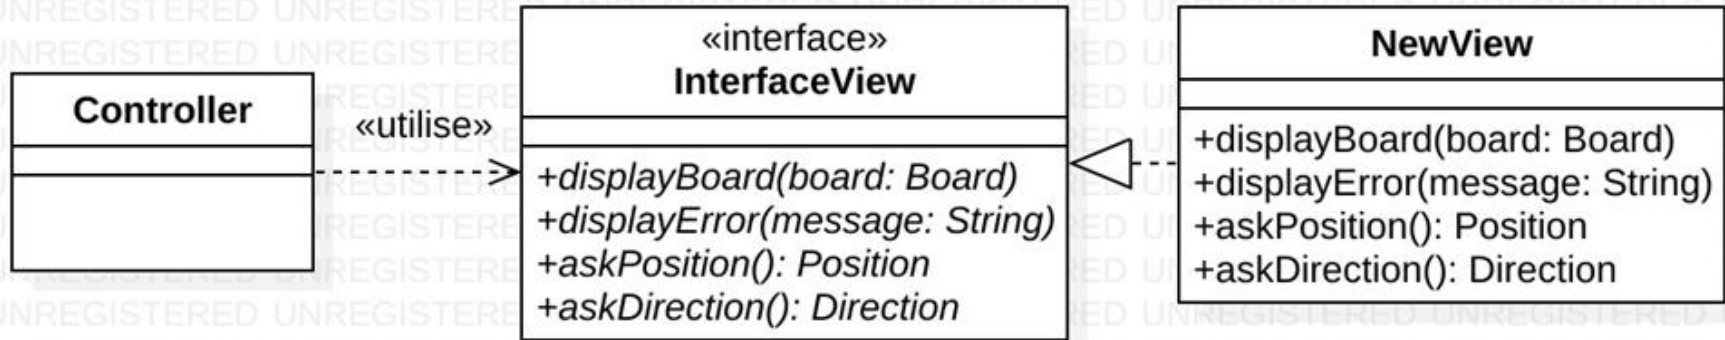 Controller
«utilise»
«interface»
InterfaceView
+displayBoard(board: Board)
+displayError(message: String)
+askPosition(): Position
+askDirection(): Direction
NewView
+displayBoard(board: Board)
+displayError(message: String)
+askPosition(): Position
+askDirection(): Direction
UNREGISTERED